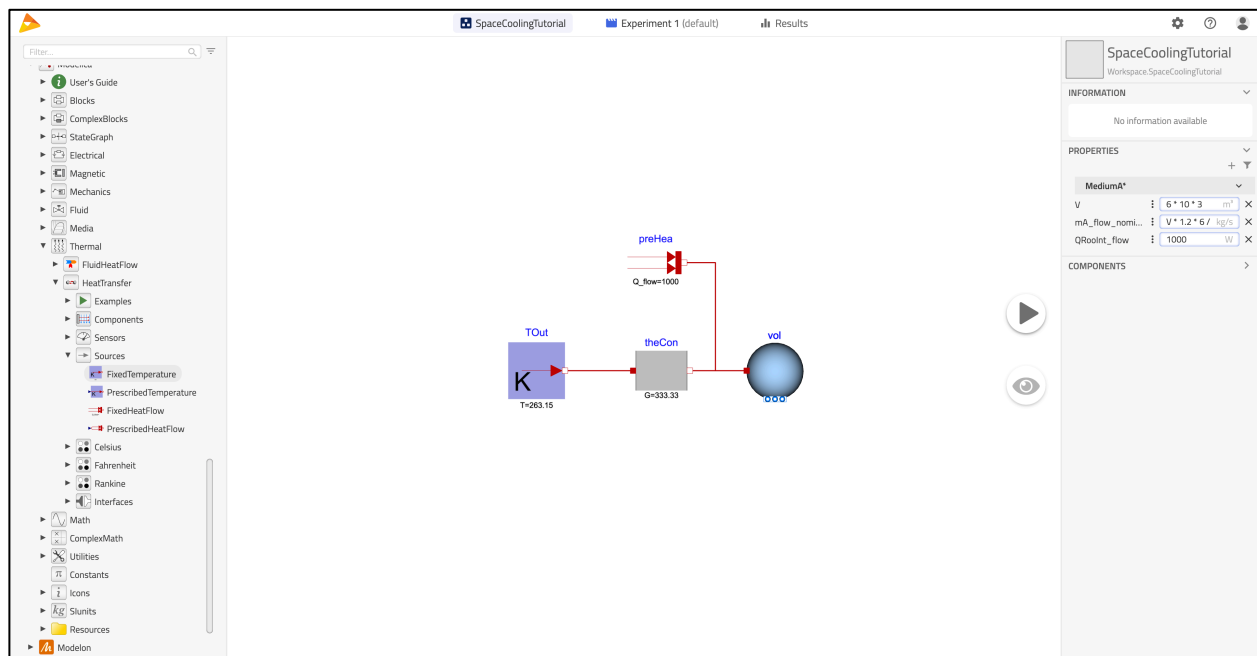 SpaceCoolingTutorial
Experiment 1 (default)
Results
Filter...
Modelica
User's Guide
Blocks
ComplexBlocks
StateGraph
Electrical
Magnetic
Mechanics
Fluid
Media
Thermal
FluidHeatFlow
HeatTransfer
Examples
Components
Sensors
Sources
FixedTemperature
PrescribedTemperature
FixedHeatFlow
PrescribedHeatFlow
Celsius
Fahrenheit
Rankine
Interfaces
Math
ComplexMath
Utilities
π Constants
i Icons
kg SIunits
Resources
Modelon
preHea
Q_flow=1000
TOut
K
T=263.15
theCon
G=333.33
vol
SpaceCoolingTutorial
Workspace.SpaceCoolingTutorial
INFORMATION
No information available
PROPERTIES
MediumA*
V 6 * 10 * 3 m³
mA_flow_nomi... V * 1.2 * 6 / kg/s
QRooInt_flow 1000 W
COMPONENTS